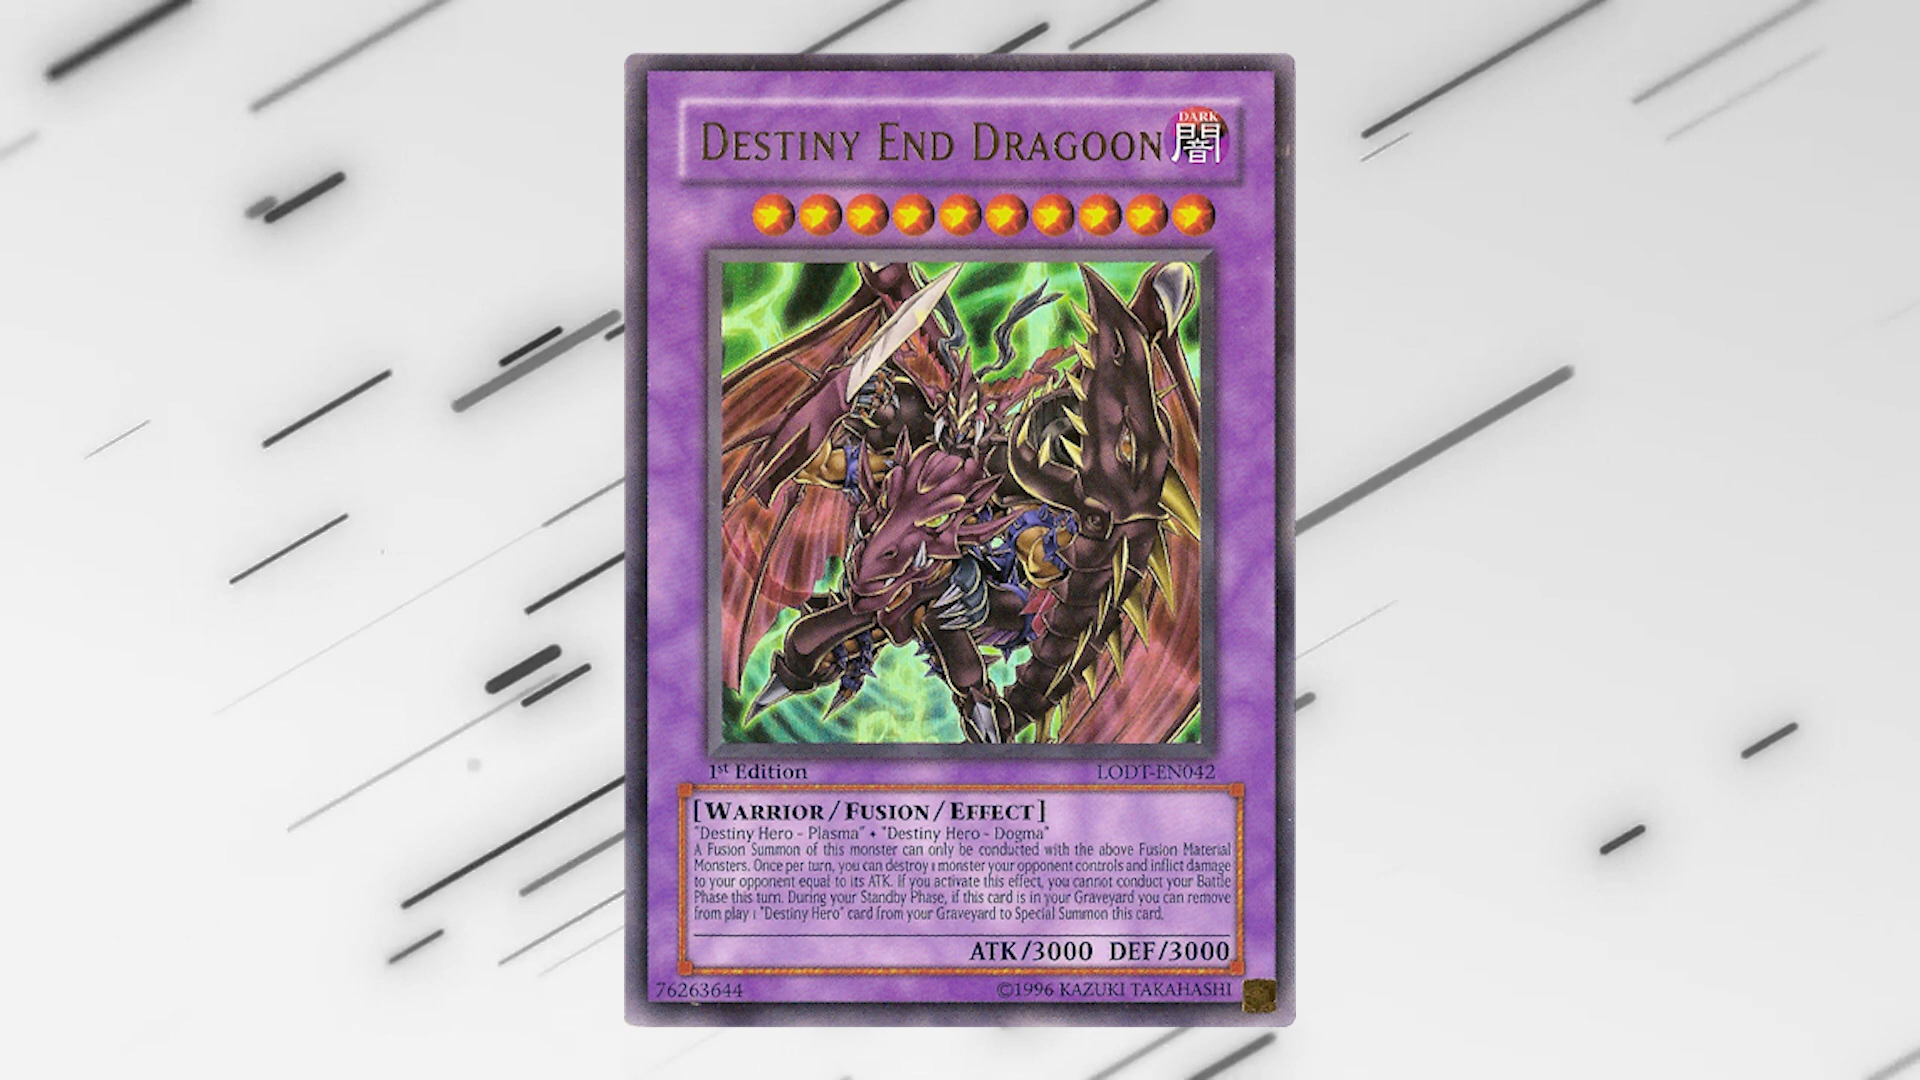 DESTINY END DRAGOON
DARK
闇
1st Edition
LODT-EN042
[WARRIOR/FUSION/EFFECT]
"Destiny Hero - Plasma" + "Destiny Hero - Dogma"
A Fusion Summon of this monster can only be conducted with the above Fusion Material
Monsters. Once per turn, you can destroy 1 monster your opponent controls and inflict damage
to your opponent equal to its ATK. If you activate this effect, you cannot conduct your Battle
Phase this turn. During your Standby Phase, if this card is in your Graveyard you can remove
from play 1 "Destiny Hero" card from your Graveyard to Special Summon this card.
ATK/3000 DEF/3000
76263644
©1996 KAZUKI TAKAHASHI